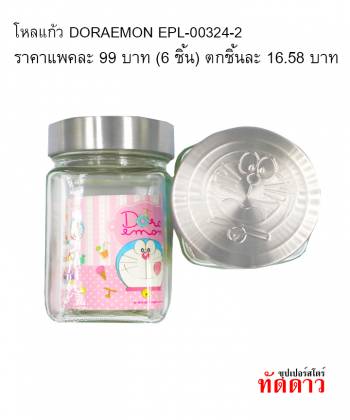 โหลแก้ว DORAEMON EPL-00324-2
ราคาแพคละ 99 บาท (6 ชิ้น) ตกชิ้นละ 16.58 บาท
Dora
emon
ซุปเปอร์สโตร์
ทัดดาว